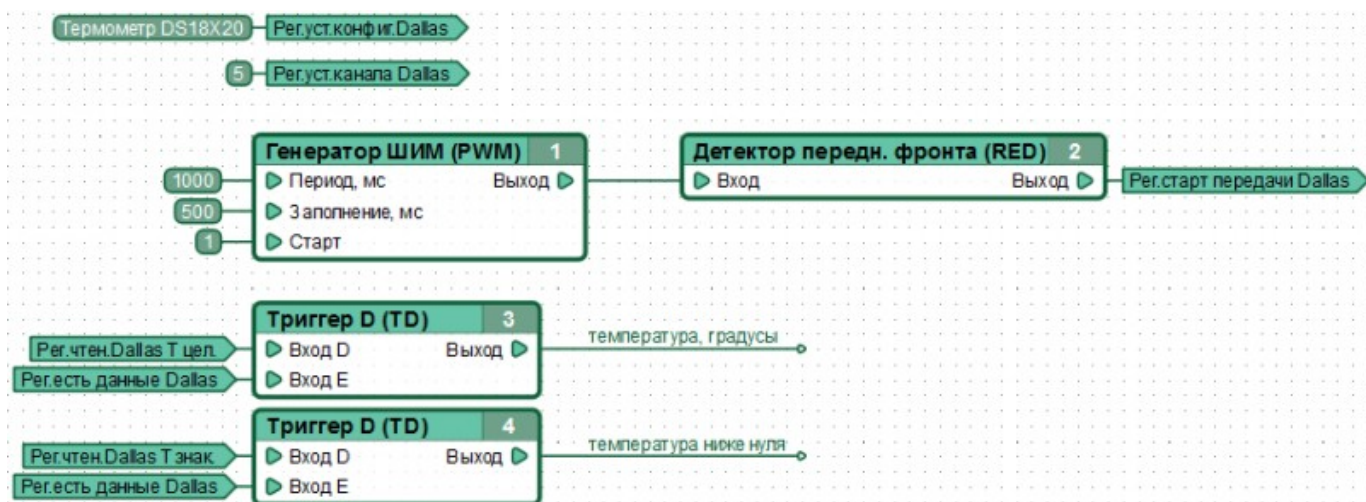 Термометр DS18X20 Рег.уст.конфиг.Dallas
5 Рег.уст.канала Dallas
Генератор ШИМ (PWM) 1 Детектор передн. фронта (RED) 2
1000 Период, мс Выход Вход Выход Рег.старт передачи Dallas
500 Заполнение, мс
1 Старт
Триггер D (TD) 3
Рег.чтен.Dallas Т цел. Вход D Выход температура, градусы
Рег.есть данные Dallas Вход E
Триггер D (TD) 4
Рег.чтен.Dallas Т знак. Вход D Выход температура ниже нуля
Рег.есть данные Dallas Вход E